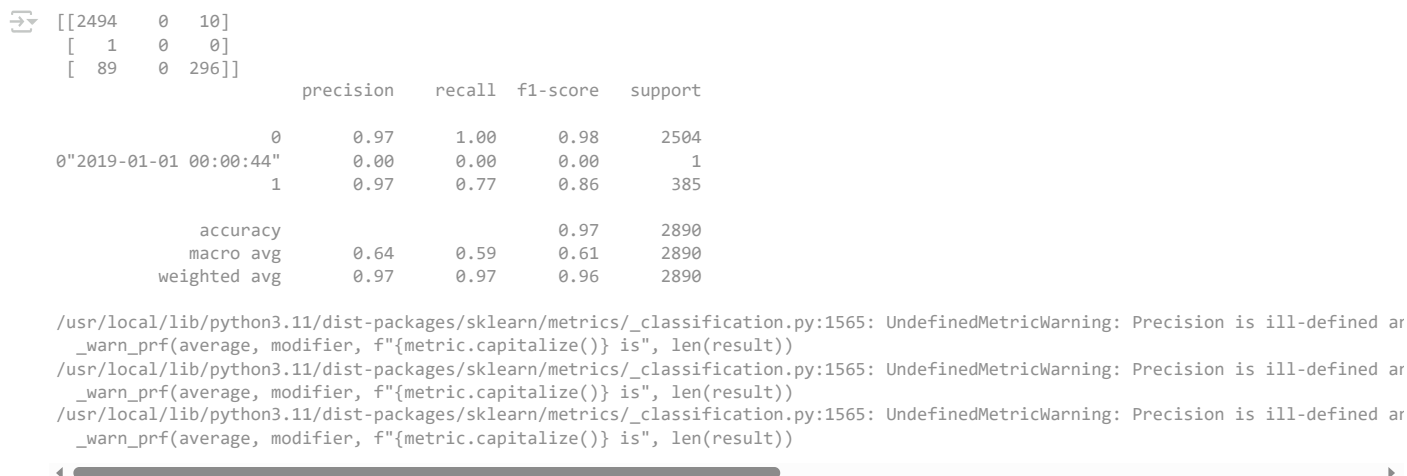 [[2494    0   10]
 [   1    0    0]
 [  89    0  296]]
                       precision    recall  f1-score   support

                    0       0.97      1.00      0.98      2504
0"2019-01-01 00:00:44"       0.00      0.00      0.00         1
                    1       0.97      0.77      0.86       385

             accuracy                           0.97      2890
            macro avg       0.64      0.59      0.61      2890
         weighted avg       0.97      0.97      0.96      2890

/usr/local/lib/python3.11/dist-packages/sklearn/metrics/_classification.py:1565: UndefinedMetricWarning: Precision is ill-defined ar
  _warn_prf(average, modifier, f"{metric.capitalize()} is", len(result))
/usr/local/lib/python3.11/dist-packages/sklearn/metrics/_classification.py:1565: UndefinedMetricWarning: Precision is ill-defined ar
  _warn_prf(average, modifier, f"{metric.capitalize()} is", len(result))
/usr/local/lib/python3.11/dist-packages/sklearn/metrics/_classification.py:1565: UndefinedMetricWarning: Precision is ill-defined ar
  _warn_prf(average, modifier, f"{metric.capitalize()} is", len(result))